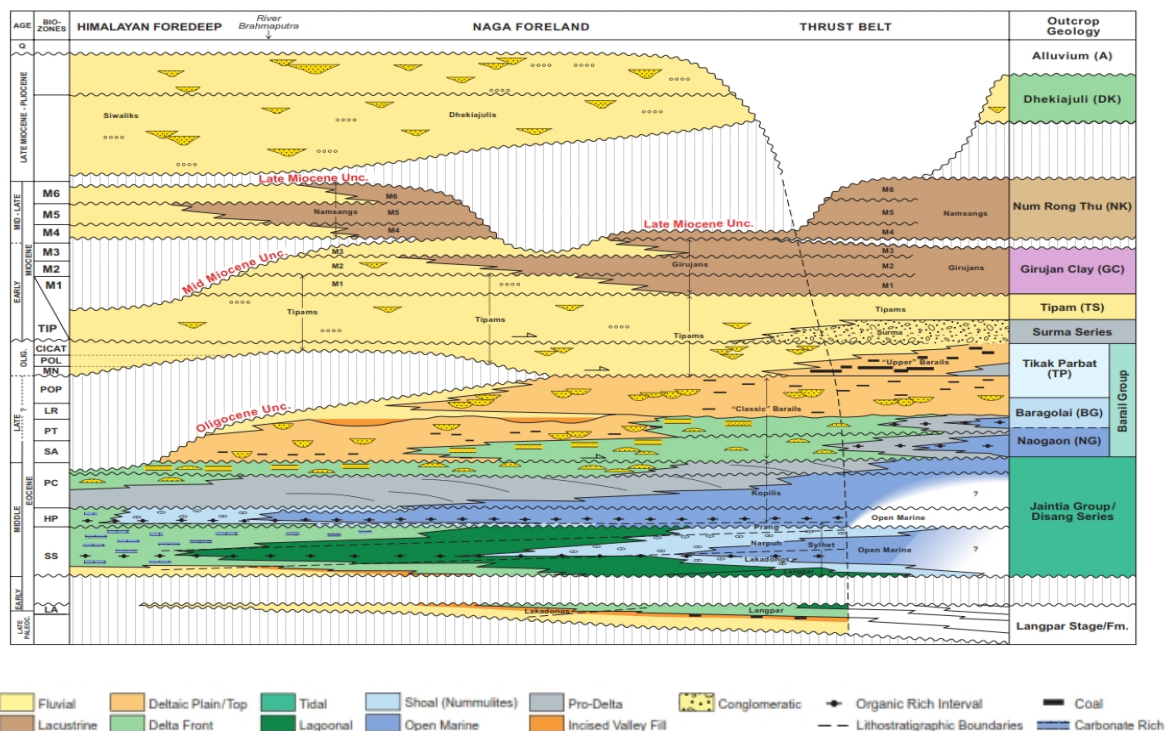 AGE
BIO-
ZONES
HIMALAYAN FOREDEEP
River
Brahmaputra
NAGA FORELAND
THRUST BELT
Outcrop
Geology
Q
Alluvium (A)
LATE MIOCENE - PLIOCENE
Siwaliks
Dhekiajulis
Dhekiajuli (DK)
Late Miocene Unc.
MID - LATE
MIOCENE
EARLY
M6
M5
M4
M3
M2
M1
TIP
M6
M5
M4
Namsangs
Late Miocene Unc.
M6
M5
M4
Namsangs
Num Rong Thu (NK)
Mid Miocene Unc.
M3
M2
M1
Girujans
M3
M2
M1
Girujans
Girujan Clay (GC)
Tipams
Tipams
Tipams
Tipams
Tipam (TS)
Surma
Surma Series
OLIG.
CICAT
POL
MN
"Upper" Barails
Tikak Parbat
(TP)
Barail Group
LATE
?
EOCENE
POP
LR
PT
SA
Oligocene Unc.
"Classic" Barails
Baragolai (BG)
Naogaon (NG)
MIDDLE
PC
HP
SS
Kopilis
?
Open Marine
Prang
Narpuh
Sylhet
Lakadongs
Langpar
Open Marine
?
Jaintia Group/
Disang Series
EARLY
LATE
PALEOC.
LA
Lakadongs
Langpar
Langpar Stage/Fm.
Fluvial
Deltaic Plain/Top
Tidal
Shoal (Nummulites)
Pro-Delta
Conglomeratic
Organic Rich Interval
Coal
Lacustrine
Delta Front
Lagoonal
Open Marine
Incised Valley Fill
Lithostratigraphic Boundaries
Carbonate Rich